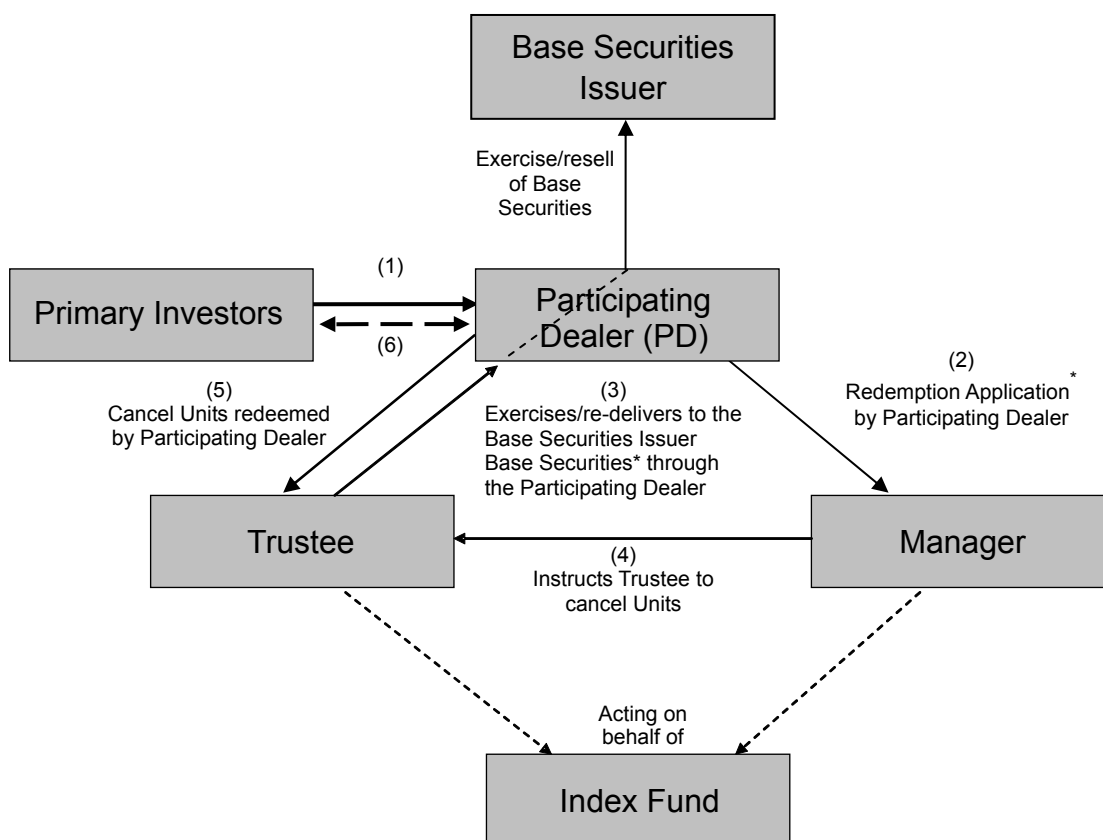 Base Securities
Issuer
Exercise/resell
of Base
Securities
(1)
Primary Investors
Participating
Dealer (PD)
(6)
(5)
Cancel Units redeemed
by Participating Dealer
(3)
Exercises/re-delivers to the
Base Securities Issuer
Base Securities* through
the Participating Dealer
(2)
Redemption Application*
by Participating Dealer
Trustee
(4)
Instructs Trustee to
cancel Units
Manager
Acting on
behalf of
Index Fund